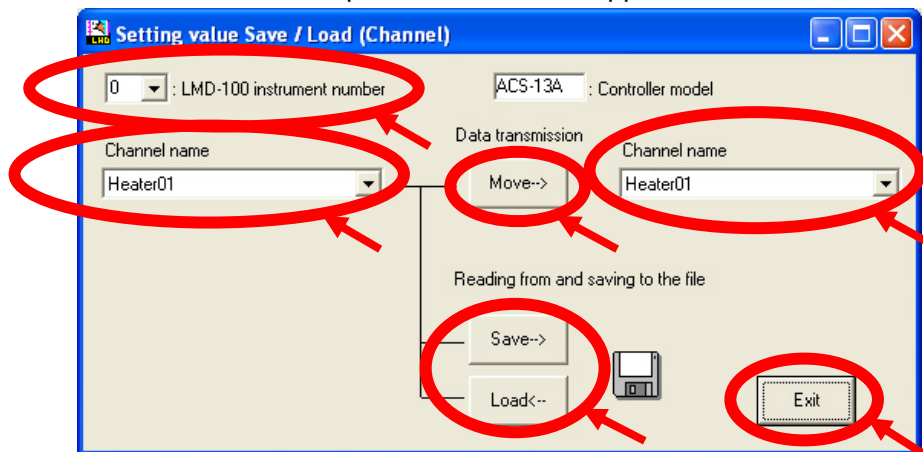 Setting value Save / Load (Channel)
0 : LMD-100 instrument number
ACS-13A : Controller model
Data transmission
Channel name
Channel name
Heater01
Move-->
Heater01
Reading from and saving to the file
Save-->
Load<--
Exit